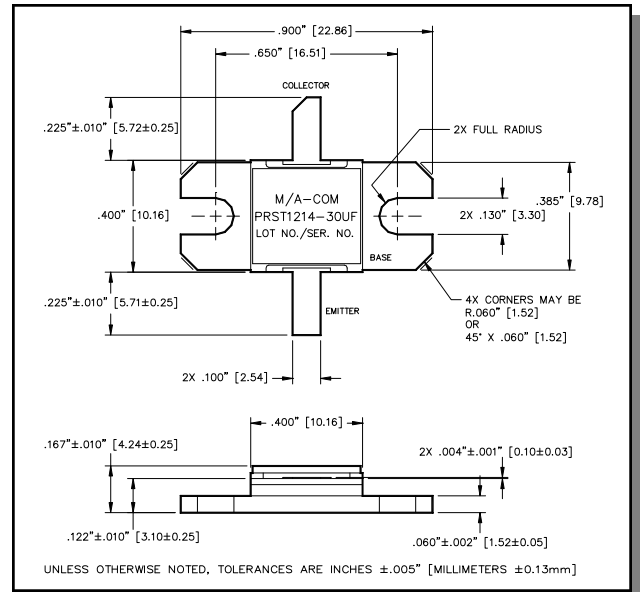 .900" [22.86]
.650" [16.51]
COLLECTOR
.225"±.010" [5.72±0.25]
2X FULL RADIUS
M/A-COM
PRST1214-30UF
LOT NO./SER. NO.
.400" [10.16]
2X .130" [3.30]
.385" [9.78]
BASE
.225"±.010" [5.71±0.25]
EMITTER
4X CORNERS MAY BE
R.060" [1.52]
OR
45° X .060" [1.52]
2X .100" [2.54]
.400" [10.16]
.167"±.010" [4.24±0.25]
2X .004"±.001" [0.10±0.03]
.122"±.010" [3.10±0.25]
.060"±.002" [1.52±0.05]
UNLESS OTHERWISE NOTED, TOLERANCES ARE INCHES ±.005" [MILLIMETERS ±0.13mm]